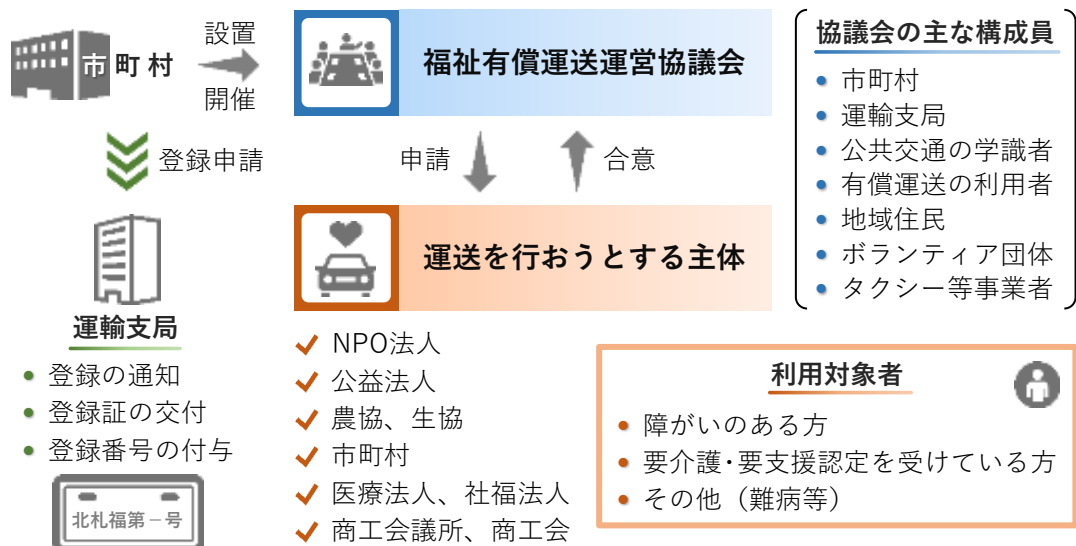 市町村
設置
開催
福祉有償運送運営協議会
協議会の主な構成員
● 市町村
● 運輸支局
● 公共交通の学識者
● 有償運送の利用者
● 地域住民
● ボランティア団体
● タクシー等事業者
登録申請
申請
合意
運送を行おうとする主体
✓ NPO法人
✓ 公益法人
✓ 農協、生協
✓ 市町村
✓ 医療法人、社福法人
✓ 商工会議所、商工会
運輸支局
● 登録の通知
● 登録証の交付
● 登録番号の付与
北札福第－号
利用対象者
● 障がいのある方
● 要介護・要支援認定を受けている方
● その他（難病等）